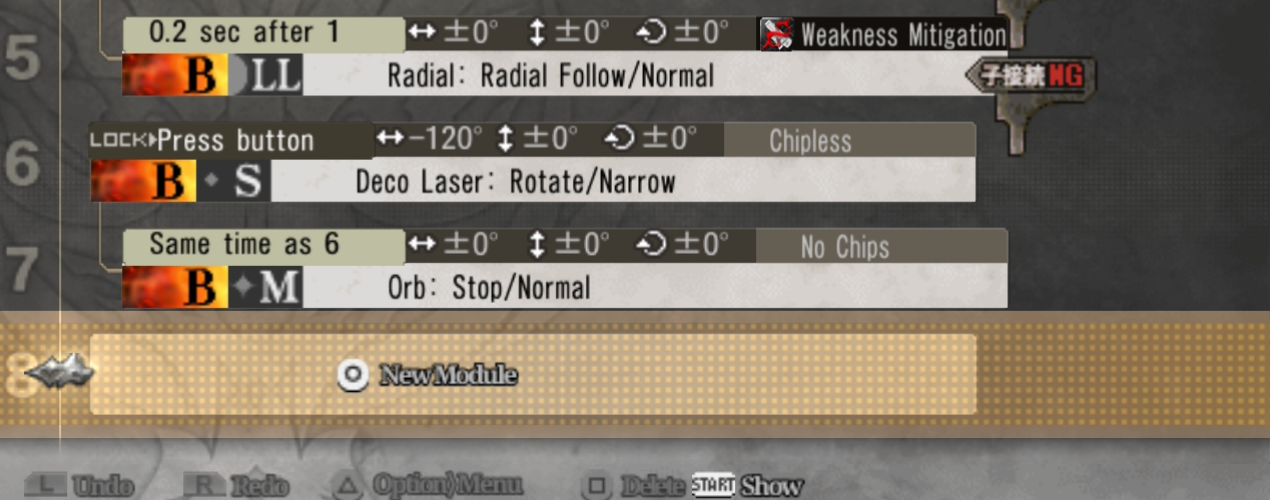 5
0.2 sec after 1 ↔±0° ↕±0° ±0° Weakness Mitigation
B LL Radial: Radial Follow/Normal 子接続NG
6
LOCK Press button ↔-120° ↕±0° ±0° Chipless
B S Deco Laser: Rotate/Narrow
7
Same time as 6 ↔±0° ↕±0° ±0° No Chips
B M Orb: Stop/Normal
8
New Module
L Undo R Redo Option)Menu Delete START Show